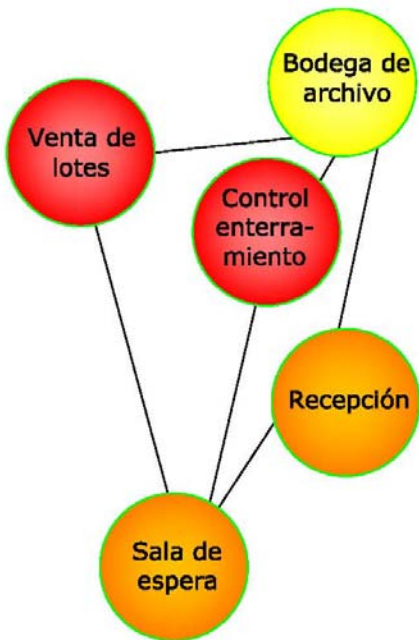 Bodega de
archivo
Venta de
lotes
Control
enterra-
miento
Recepción
Sala de
espera